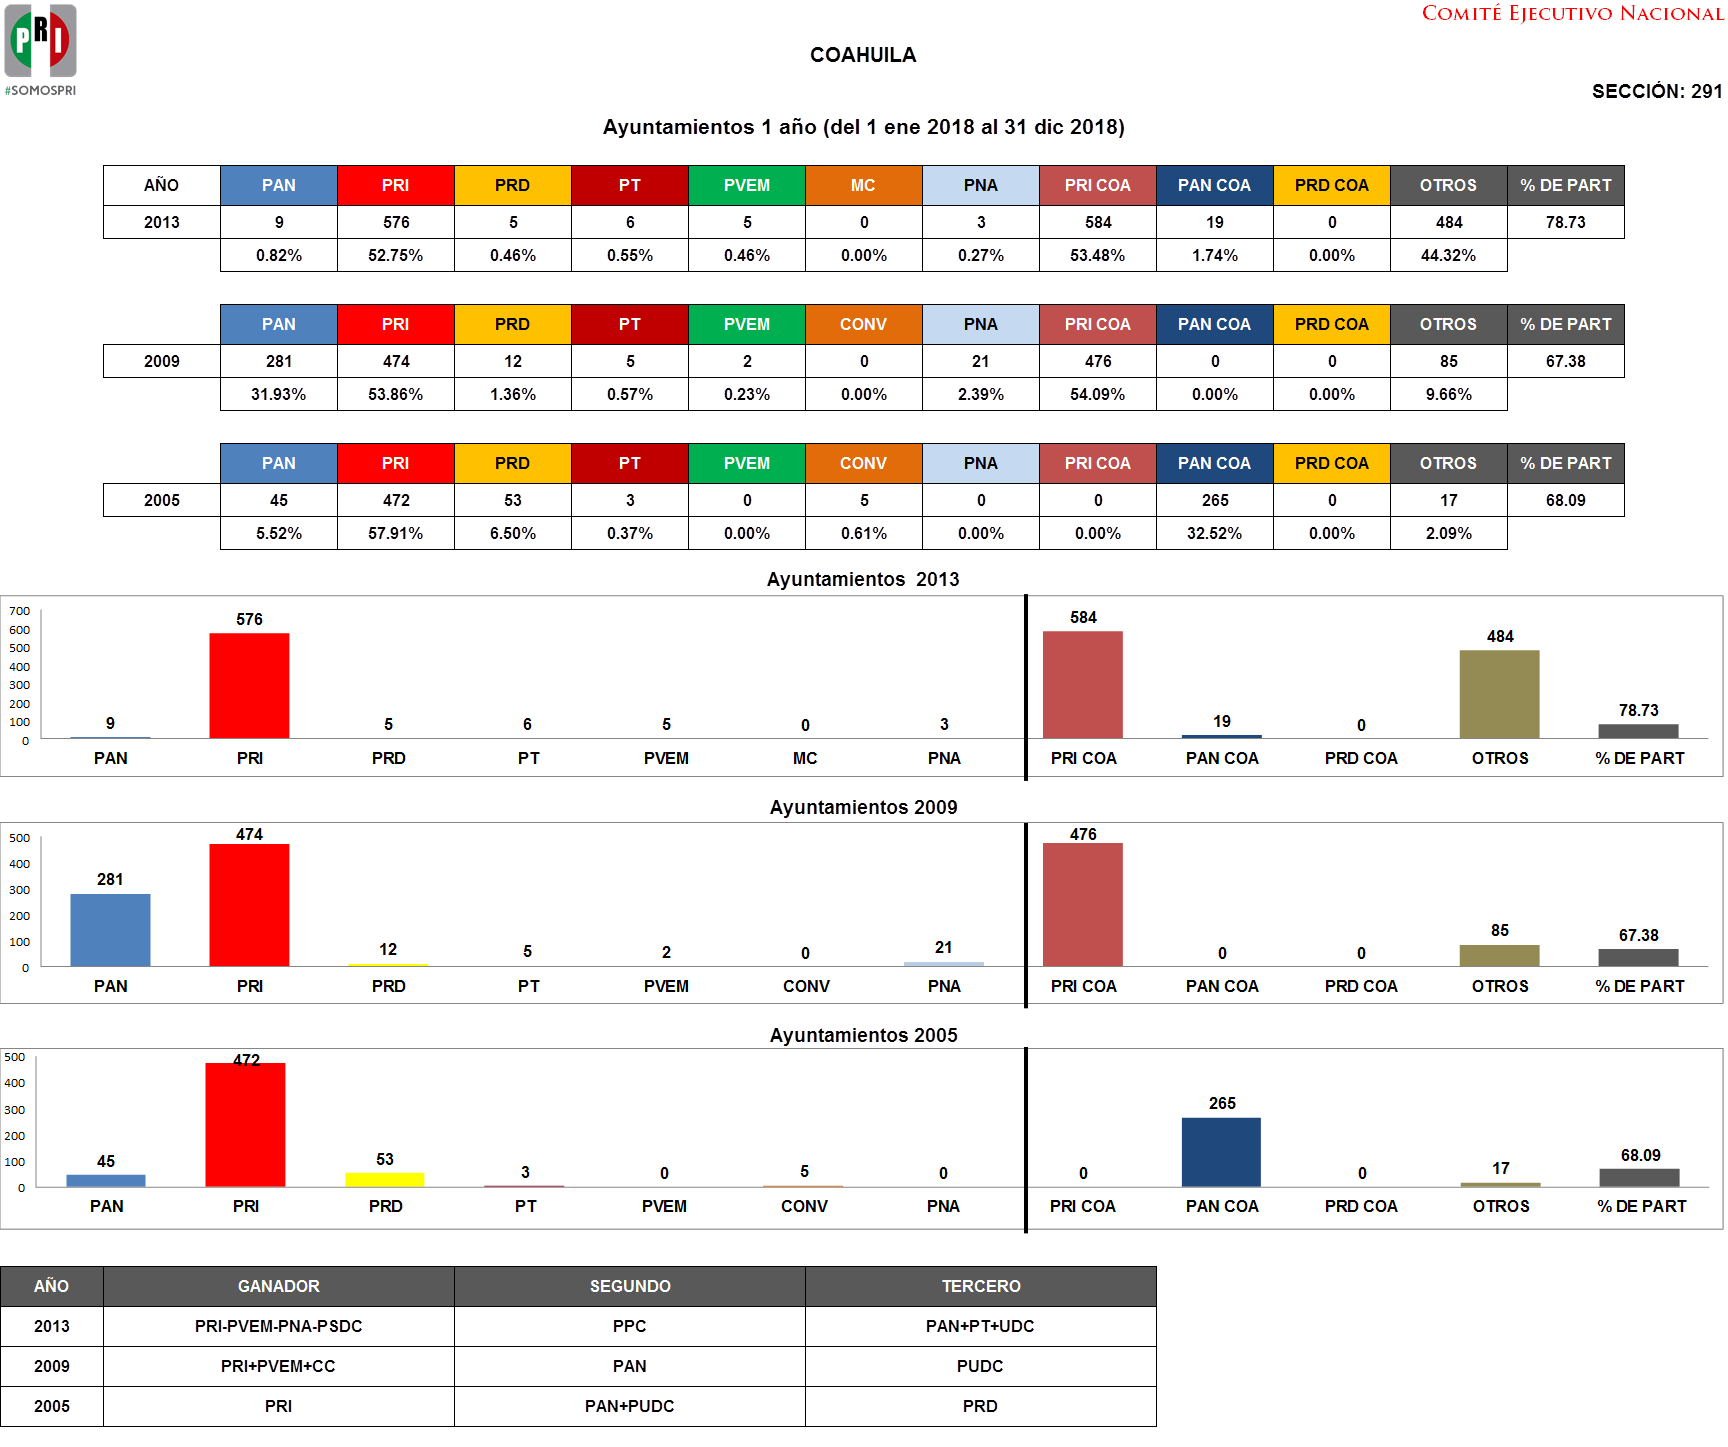 PRI
#SOMOSPRI
COMITÉ EJECUTIVO NACIONAL
COAHUILA
SECCIÓN: 291
Ayuntamientos 1 año (del 1 ene 2018 al 31 dic 2018)
AÑO PAN PRI PRD PT PVEM MC PNA PRI COA PAN COA PRD COA OTROS % DE PART
2013 9 576 5 6 5 0 3 584 19 0 484 78.73
0.82% 52.75% 0.46% 0.55% 0.46% 0.00% 0.27% 53.48% 1.74% 0.00% 44.32%
PAN PRI PRD PT PVEM CONV PNA PRI COA PAN COA PRD COA OTROS % DE PART
2009 281 474 12 5 2 0 21 476 0 0 85 67.38
31.93% 53.86% 1.36% 0.57% 0.23% 0.00% 2.39% 54.09% 0.00% 0.00% 9.66%
PAN PRI PRD PT PVEM CONV PNA PRI COA PAN COA PRD COA OTROS % DE PART
2005 45 472 53 3 0 5 0 0 265 0 17 68.09
5.52% 57.91% 6.50% 0.37% 0.00% 0.61% 0.00% 0.00% 32.52% 0.00% 2.09%
Ayuntamientos 2013
700
600
500
400
300
200
100
0
9 576 5 6 5 0 3 584 19 0 484 78.73
PAN PRI PRD PT PVEM MC PNA PRI COA PAN COA PRD COA OTROS % DE PART
Ayuntamientos 2009
500
400
300
200
100
0
281 474 12 5 2 0 21 476 0 0 85 67.38
PAN PRI PRD PT PVEM CONV PNA PRI COA PAN COA PRD COA OTROS % DE PART
Ayuntamientos 2005
500
400
300
200
100
0
45 472 53 3 0 5 0 0 265 0 17 68.09
PAN PRI PRD PT PVEM CONV PNA PRI COA PAN COA PRD COA OTROS % DE PART
AÑO GANADOR SEGUNDO TERCERO
2013 PRI-PVEM-PNA-PSDC PPC PAN+PT+UDC
2009 PRI+PVEM+CC PAN PUDC
2005 PRI PAN+PUDC PRD